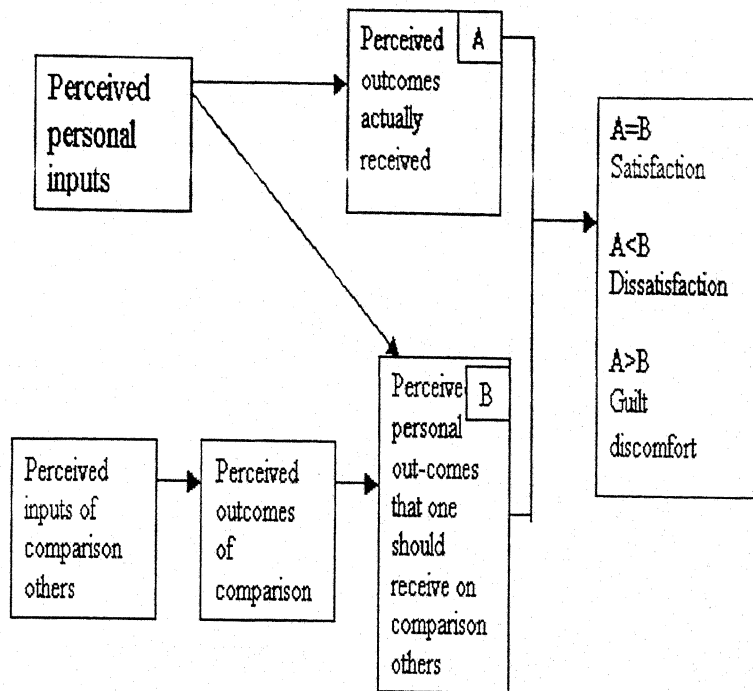 Perceived
personal
inputs
Perceived
outcomes
actually
received
A
A=B
Satisfaction
A<B
Dissatisfaction
A>B
Guilt
discomfort
Perceived
inputs of
comparison
others
Perceived
outcomes
of
comparison
Perceive
personal
out-comes
that one
should
receive on
comparison
others
B